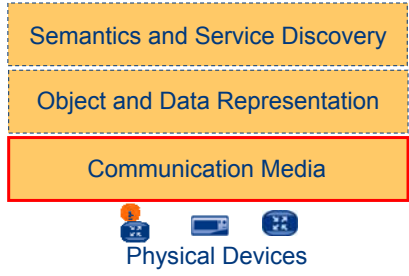 Semantics and Service Discovery
Object and Data Representation
Communication Media
Physical Devices